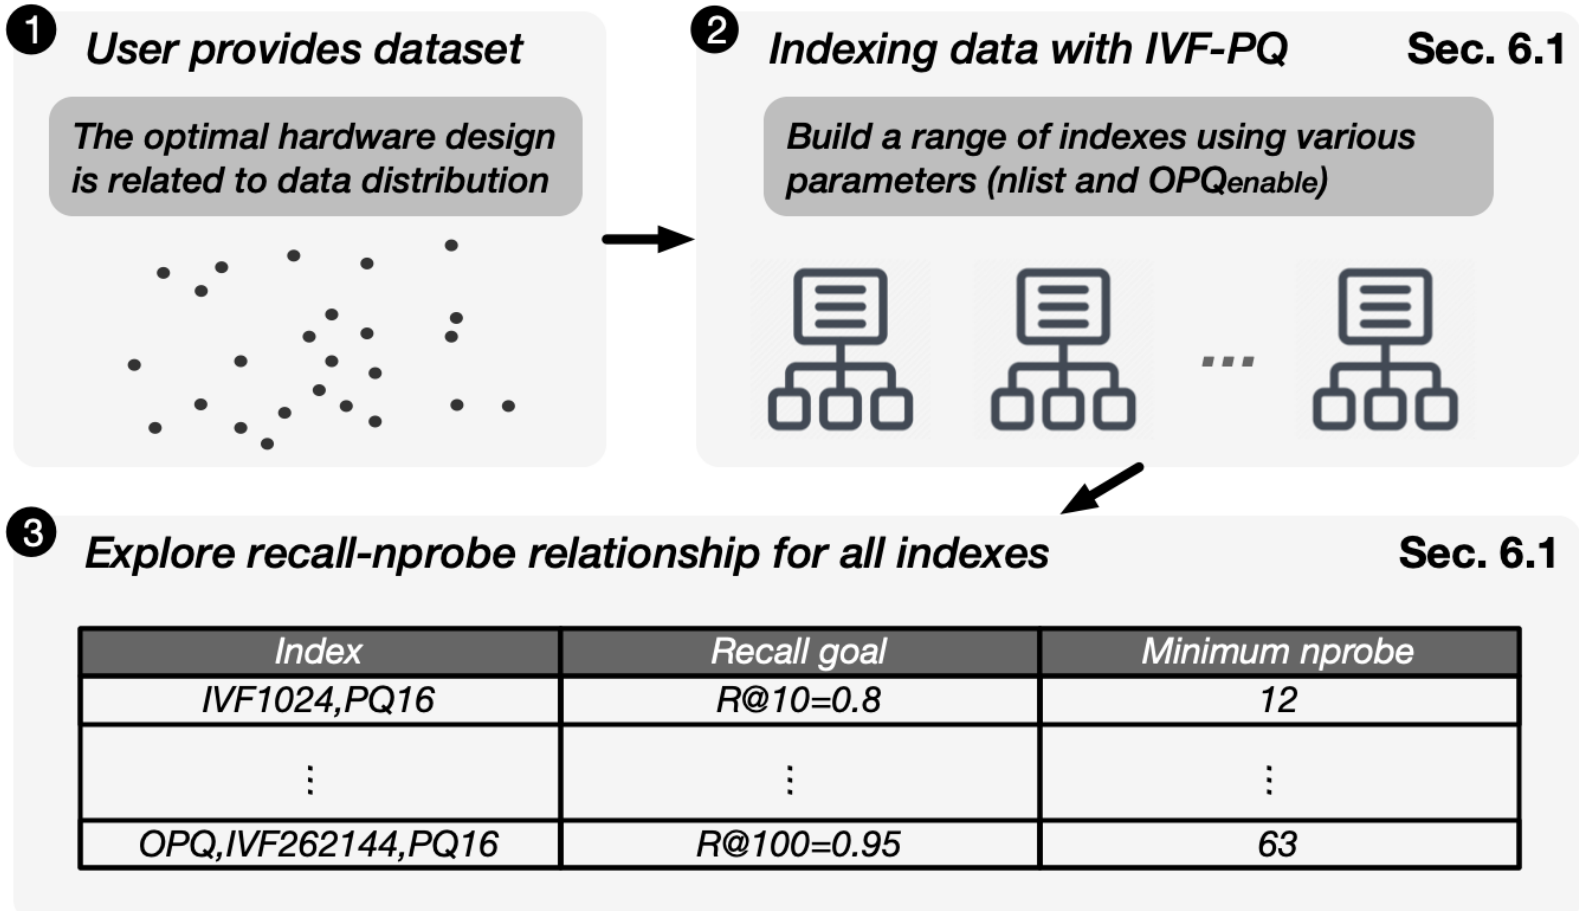 1
User provides dataset
The optimal hardware design
is related to data distribution
2
Indexing data with IVF-PQ
Sec. 6.1
Build a range of indexes using various
parameters (nlist and OPQenable)
...
3
Explore recall-nprobe relationship for all indexes
Sec. 6.1
Index Recall goal Minimum nprobe
IVF1024,PQ16 R@10=0.8 12
⋮ ⋮ ⋮
OPQ,IVF262144,PQ16 R@100=0.95 63